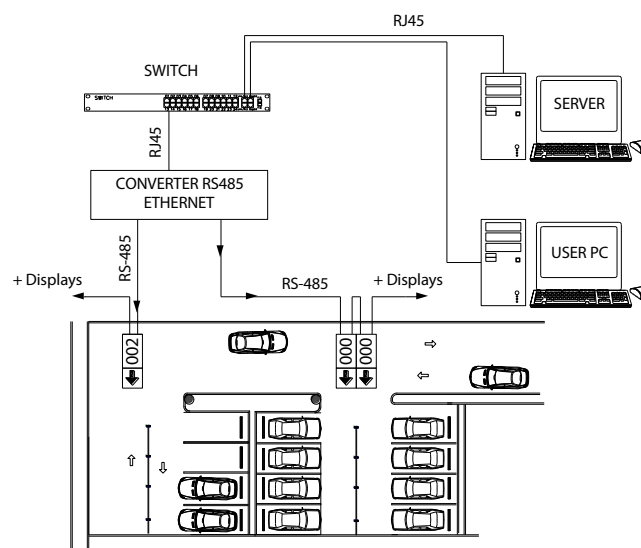 RJ45
SWITCH
SWITCH
SERVER
RJ45
CONVERTER RS485
ETHERNET
USER PC
RS-485
+ Displays
RS-485
+ Displays
002
000
000